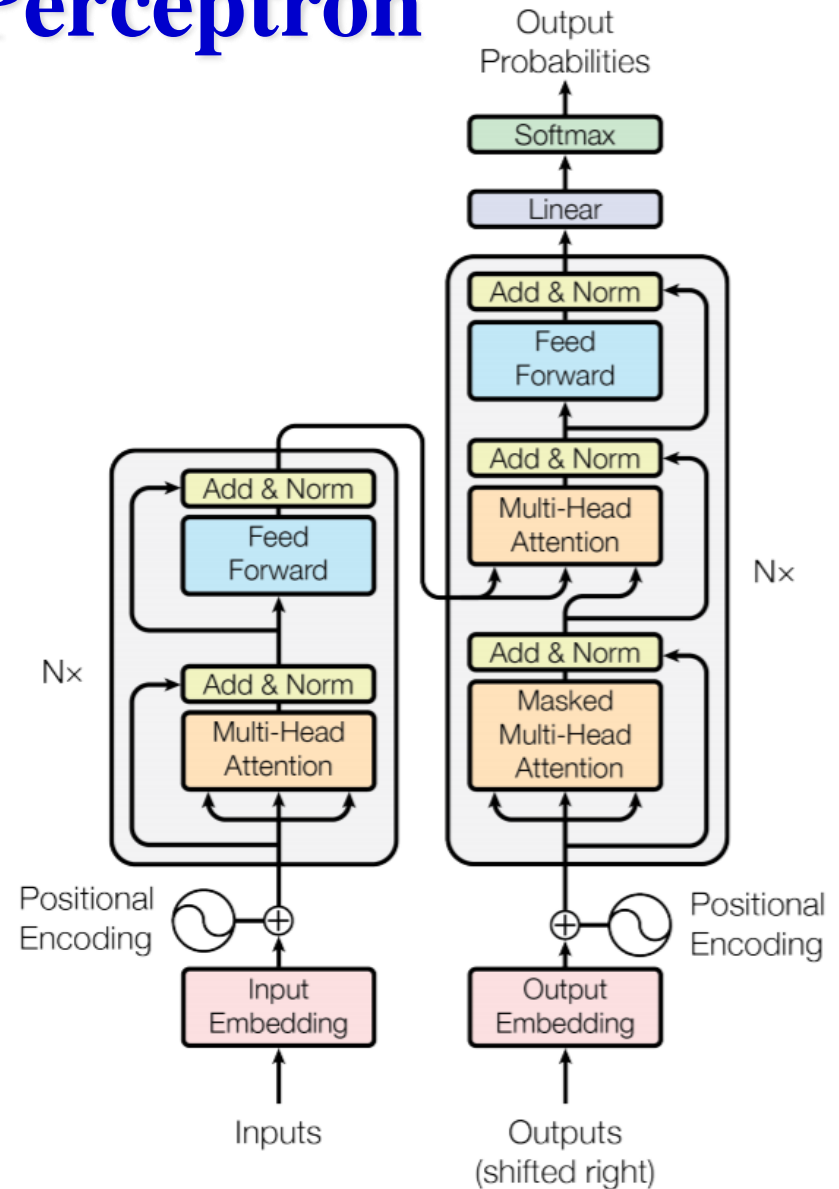 Perceptron
Output
Probabilities
Softmax
Linear
Add & Norm
Feed
Forward
Add & Norm
Multi-Head
Attention
Nx
Add & Norm
Masked
Multi-Head
Attention
Add & Norm
Feed
Forward
Nx
Add & Norm
Multi-Head
Attention
Positional
Encoding
Positional
Encoding
Input
Embedding
Output
Embedding
Inputs
Outputs
(shifted right)